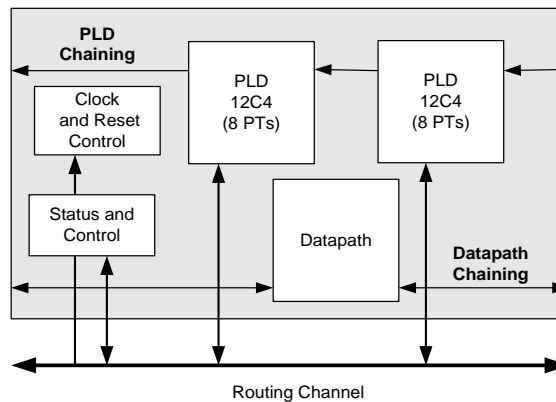 PLD
Chaining
PLD
12C4
(8 PTs)
PLD
12C4
(8 PTs)
Clock
and Reset
Control
Status and
Control
Datapath
Datapath
Chaining
Routing Channel